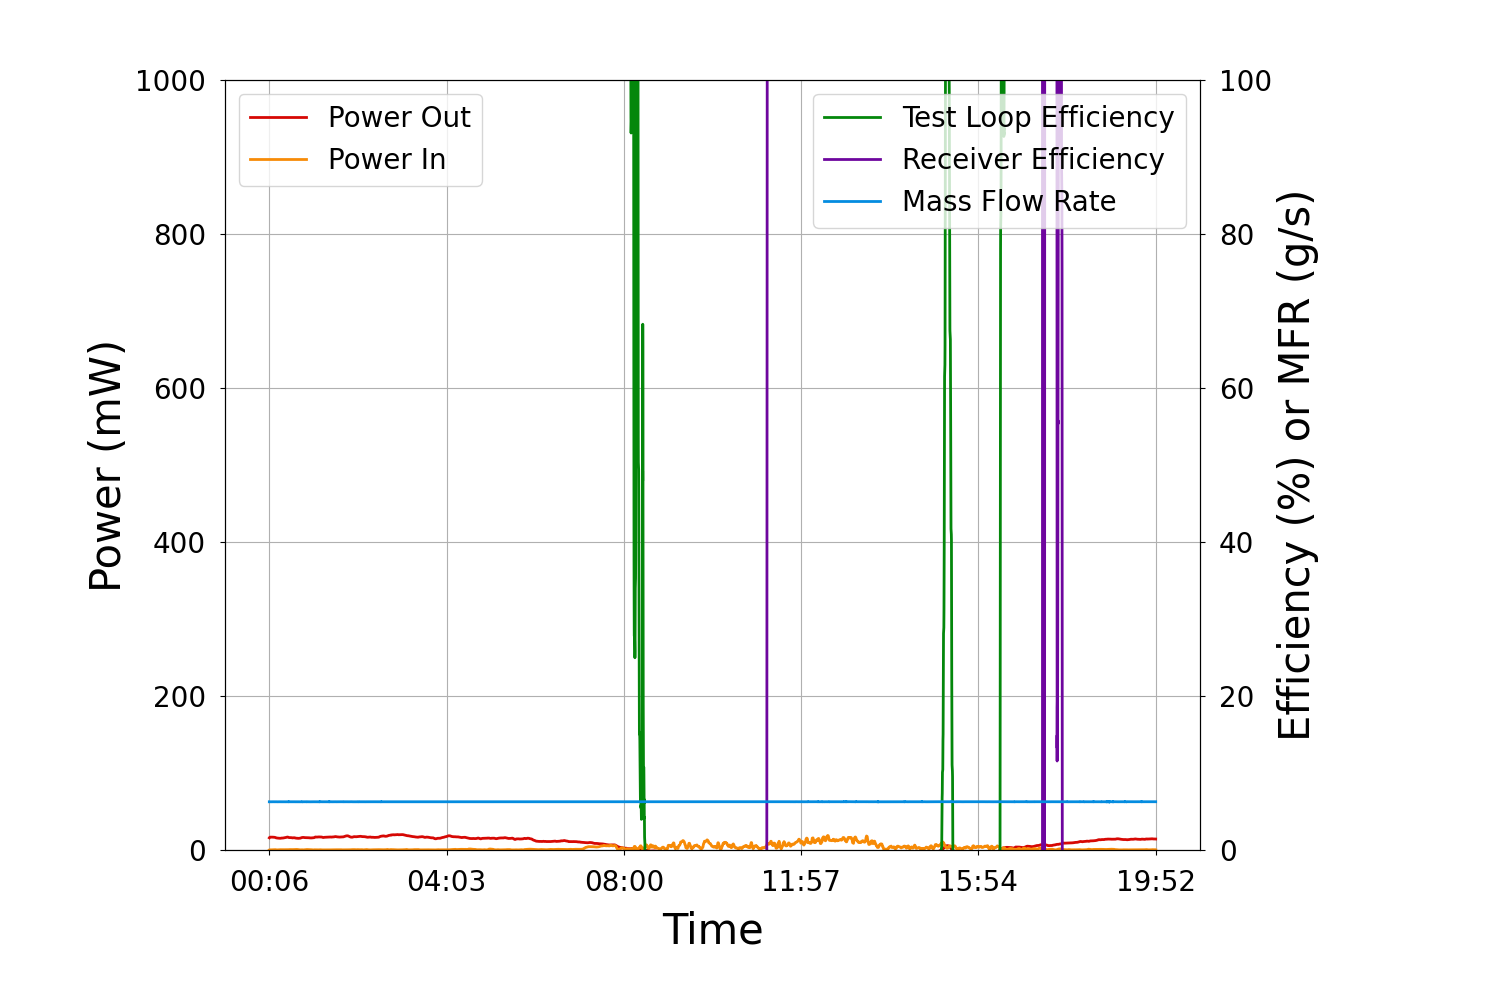 1000
800
600
400
200
0
Power (mW)
Power Out
Power In
Test Loop Efficiency
Receiver Efficiency
Mass Flow Rate
100
80
60
40
20
0
Efficiency (%) or MFR (g/s)
00:06 04:03 08:00 11:57 15:54 19:52
Time